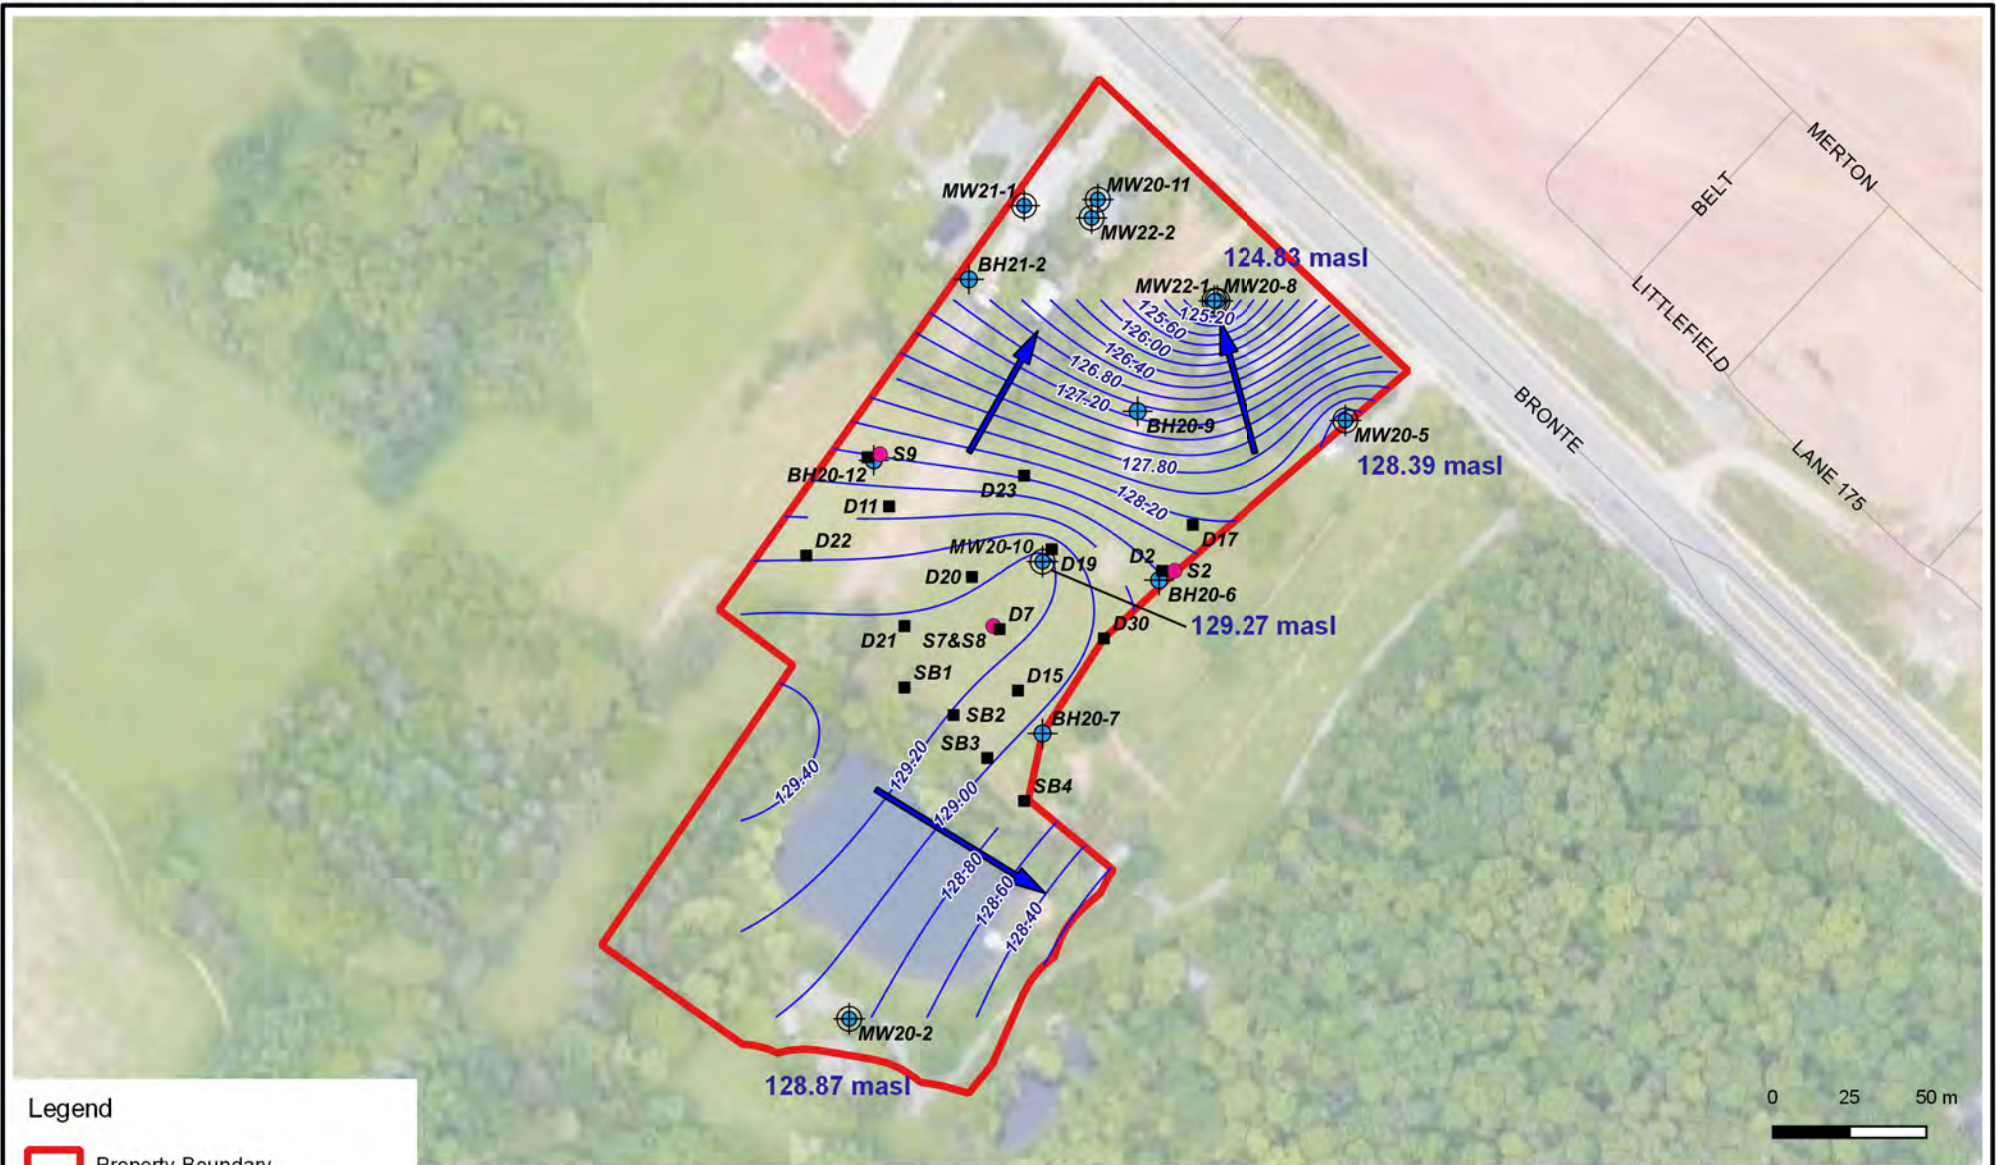 MERTON
BELT
MW21-1
MW20-11
MW22-2
124.83 masl
BH21-2
MW22-1
MW20-8
LITTLEFIELD
125.20
125.60
126.00
126.40
126.80
127.20
BH20-9
BRONTE
MW20-5
128.39 masl
LANE 175
S9
BH20-12
127.80
D23
128.20
D11
D17
D22
MW20-10
D19
D2
S2
D20
BH20-6
129.27 masl
D7
D30
D21
S7&S8
SB1
D15
SB2
BH20-7
SB3
129.20
129.40
129.00
SB4
128.80
128.60
128.40
MW20-2
128.87 masl
0 25 50 m
Legend
Property Boundary